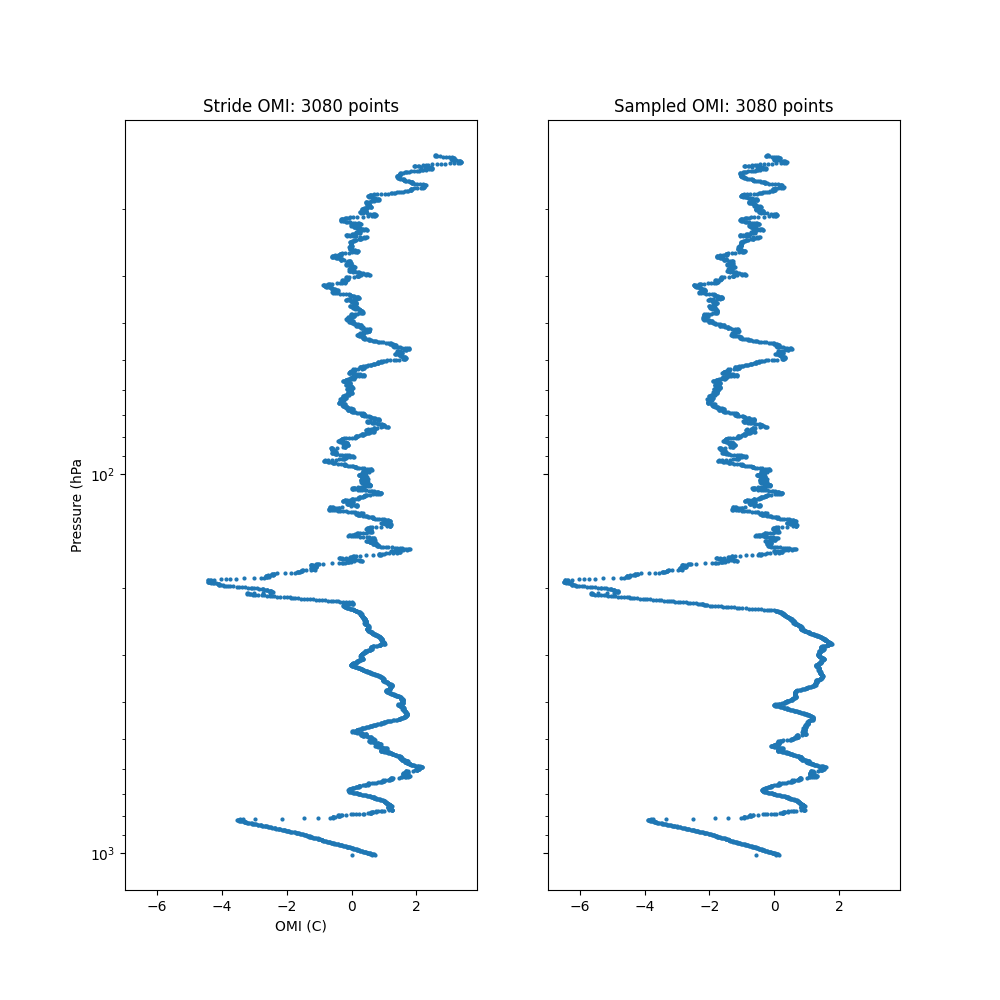 Stride OMI: 3080 points
Sampled OMI: 3080 points
Pressure (hPa
10²
10³
−6 −4 −2 0 2
−6 −4 −2 0 2
OMI (C)